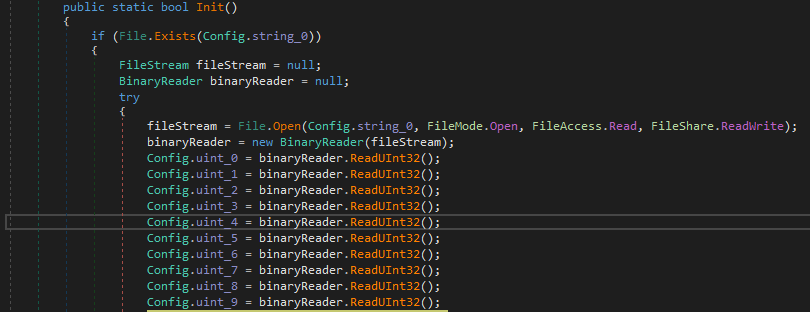 public static bool Init()
{
if (File.Exists(Config.string_0))
{
FileStream fileStream = null;
BinaryReader binaryReader = null;
try
{
fileStream = File.Open(Config.string_0, FileMode.Open, FileAccess.Read, FileShare.ReadWrite);
binaryReader = new BinaryReader(fileStream);
Config.uint_0 = binaryReader.ReadUInt32();
Config.uint_1 = binaryReader.ReadUInt32();
Config.uint_2 = binaryReader.ReadUInt32();
Config.uint_3 = binaryReader.ReadUInt32();
Config.uint_4 = binaryReader.ReadUInt32();
Config.uint_5 = binaryReader.ReadUInt32();
Config.uint_6 = binaryReader.ReadUInt32();
Config.uint_7 = binaryReader.ReadUInt32();
Config.uint_8 = binaryReader.ReadUInt32();
Config.uint_9 = binaryReader.ReadUInt32();